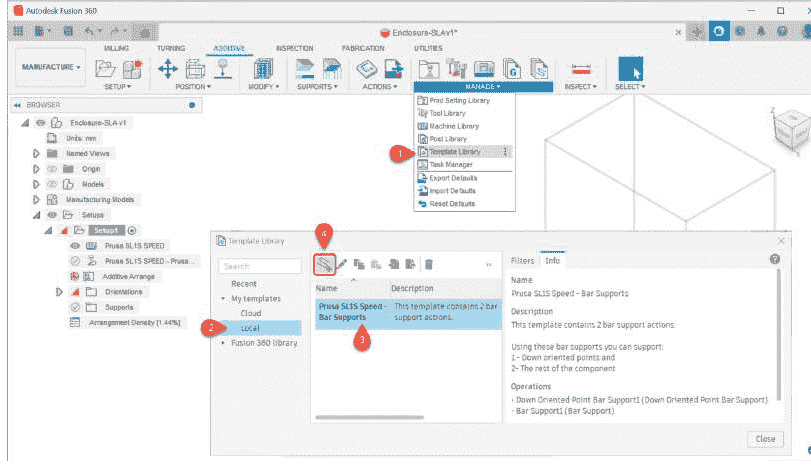 Autodesk Fusion 360
Enclosure-SLA v1*
MILLING TURNING ADDITIVE INSPECTION FABRICATION UTILITIES
MANUFACTURE
SETUP POSITION MODIFY SUPPORTS ACTIONS MANAGE INSPECT SELECT
BROWSER
Enclosure-SLA v1
Units: mm
Named Views
Origin
Models
Manufacturing Models
Setups
Setup1
Prusa SL1S SPEED
Prusa SL1S SPEED - Prusa...
Additive Arrange
Orientations
Supports
Arrangement Density [1.44%]
Print Setting Library
Tool Library
Machine Library
Post Library
1
Template Library
Task Manager
Export Defaults
Import Defaults
Reset Defaults
Z
4
Template Library
Search
Recent
My templates
Cloud
2
Local
Fusion 360 library
Name Description
Prusa SL1S Speed - Bar Supports
This template contains 2 bar support actions.
3
Filters Info
Name
Prusa SL1S Speed - Bar Supports
Description
This template contains 2 bar support actions.
Using these bar supports you can support:
1- Down oriented points and
2- The rest of the component
Operations
- Down Oriented Point Bar Support1 (Down Oriented Point Bar Support)
- Bar Support1 (Bar Support)
Close